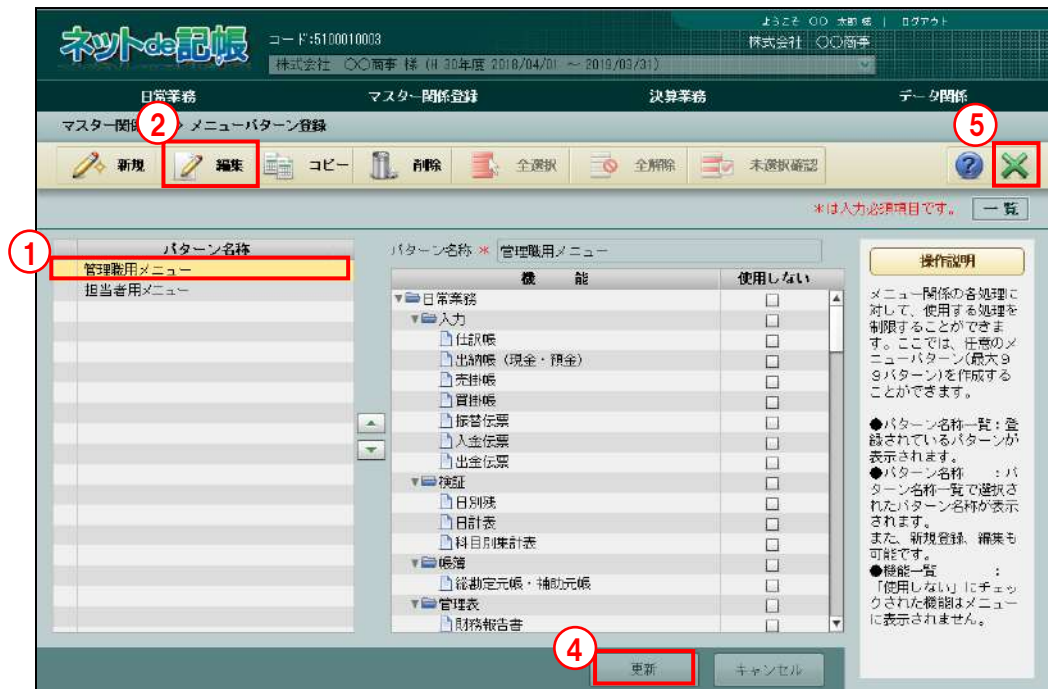 ようこそ 〇〇 太郎 様 | ログアウト
ネットde記帳
コード:5100010003
株式会社 〇〇商事
株式会社 〇〇商事 様 (H 30年度 2018/04/01 ～ 2019/03/31)
日常業務 マスター関係登録 決算業務 データ関係
マスター関係 > メニューパターン登録
② ⑤
新規 編集 コピー 削除 全選択 全解除 未選択確認
*は入力必須項目です。 一覧
①
パターン名称
管理職用メニュー
担当者用メニュー
パターン名称 * 管理職用メニュー
機 能 使用しない
日常業務
入力
仕訳帳
出納帳（現金・預金）
売掛帳
買掛帳
振替伝票
入金伝票
出金伝票
検証
日別残
日計表
科目別集計表
帳簿
総勘定元帳・補助元帳
管理表
財務報告書
操作説明
メニュー関係の各処理に
対して、使用する処理を
制限することができま
す。ここでは、任意のメ
ニューパターン(最大９
９パターン)を作成する
ことができます。
●パターン名称一覧：登
録されているパターンが
表示されます。
●パターン名称 ：パ
ターン名称一覧で選択さ
れたパターン名称が表示
されます。
また、新規登録、編集も
可能です。
●機能一覧 ：
「使用しない」にチェッ
クされた機能はメニュー
に表示されません。
④
更新 キャンセル